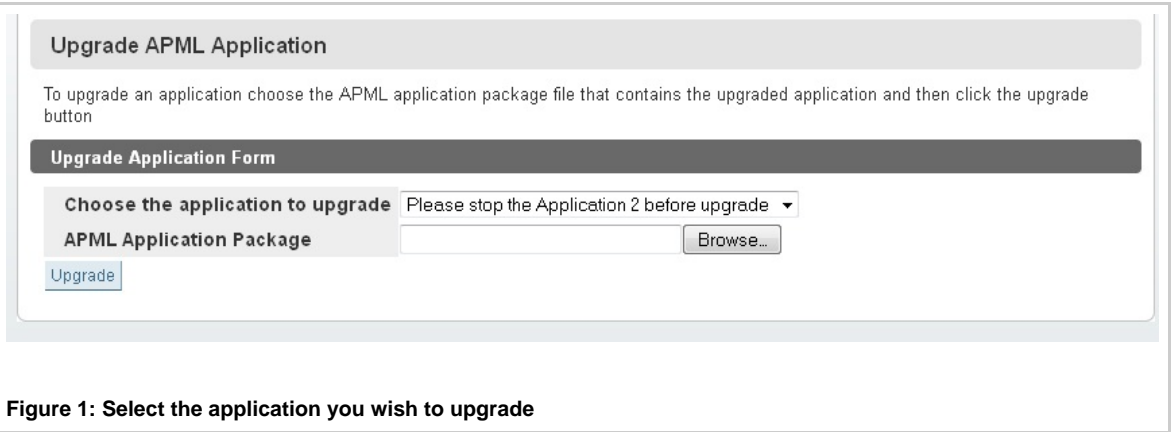 Upgrade APML Application
To upgrade an application choose the APML application package file that contains the upgraded application and then click the upgrade
button
Upgrade Application Form
Choose the application to upgrade Please stop the Application 2 before upgrade
APML Application Package Browse...
Upgrade
Figure 1: Select the application you wish to upgrade